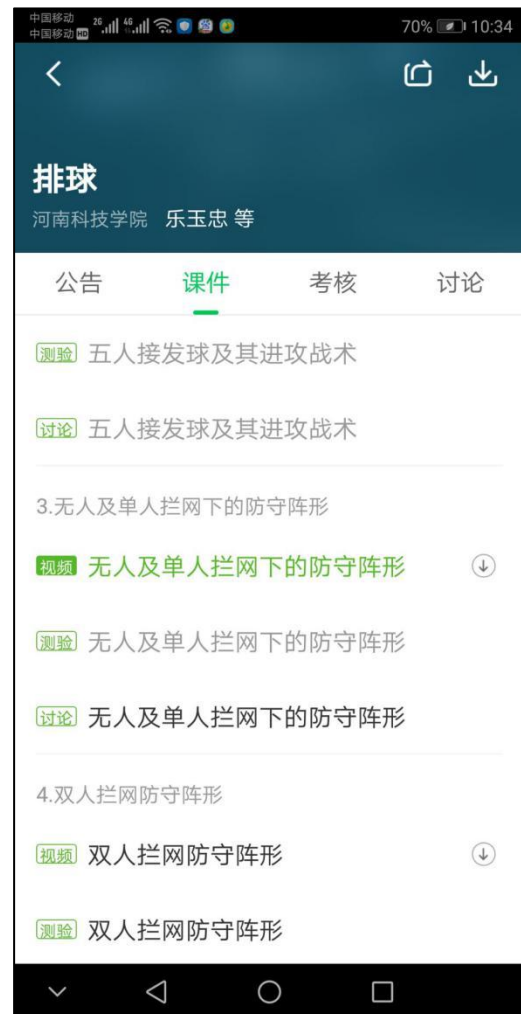 中国移动 26 46
中国移动 HD
70% 10:34
排球
河南科技学院 乐玉忠 等
公告 课件 考核 讨论
测验 五人接发球及其进攻战术
讨论 五人接发球及其进攻战术
3.无人及单人拦网下的防守阵形
视频 无人及单人拦网下的防守阵形
测验 无人及单人拦网下的防守阵形
讨论 无人及单人拦网下的防守阵形
4.双人拦网防守阵形
视频 双人拦网防守阵形
测验 双人拦网防守阵形